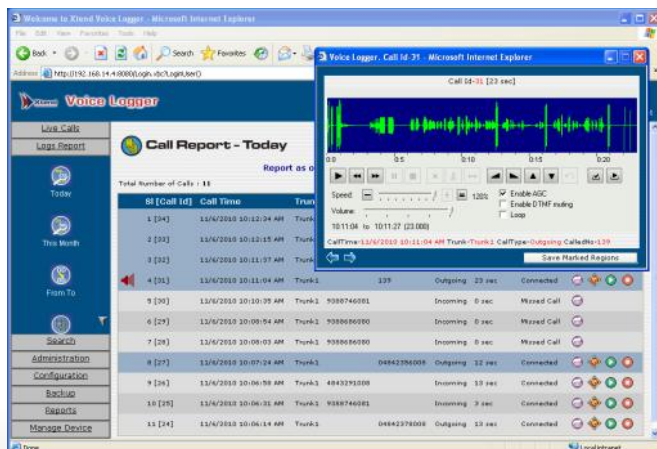 Welcome to Xtend Voice Logger - Microsoft Internet Explorer
File Edit View Favorites Tools Help
Back Search Favorites
Address http://192.168.14.4:8080/Login.vbc?LoginUser()
Xtend Voice Logger
Live Calls
Logs Report
Today
This Month
From To
Search
Administration
Configuration
Backup
Reports
Manage Device
Call Report - Today
Report as o
Total Number of Calls : 11
Sl [Call Id] Call Time Trun
1 [34] 11/6/2010 10:12:34 AM Trunk
2 [33] 11/6/2010 10:12:15 AM Trunk
3 [32] 11/6/2010 10:11:37 AM Trunk
4 [31] 11/6/2010 10:11:04 AM Trunk1 139 Outgoing 23 sec Connected
5 [30] 11/6/2010 10:10:35 AM Trunk1 9388746081 Incoming 0 sec Missed Call
6 [29] 11/6/2010 10:08:54 AM Trunk1 9088686080 Incoming 0 sec Missed Call
7 [28] 11/6/2010 10:08:03 AM Trunk1 9088686080 Incoming 0 sec Missed Call
8 [27] 11/6/2010 10:07:24 AM Trunk1 04842356008 Outgoing 12 sec Connected
9 [26] 11/6/2010 10:06:58 AM Trunk1 4843291008 Incoming 13 sec Connected
10 [25] 11/6/2010 10:06:31 AM Trunk1 9388746081 Incoming 3 sec Connected
11 [24] 11/6/2010 10:06:14 AM Trunk1 04842378008 Outgoing 13 sec Connected
Voice Logger. Call Id-31 - Microsoft Internet Explorer
Call Id-31 [23 sec]
0:0 0:5 0:10 0:15 0:20
Speed: 120%
Enable AGC
Enable DTMF muting
Volume:
Loop
10:11:04 to 10:11:27 (23.000)
CallTime-11/6/2010 10:11:04 AM Trunk-Trunk1 CallType-Outgoing CalledNo-139
Save Marked Regions
Done
Local intranet